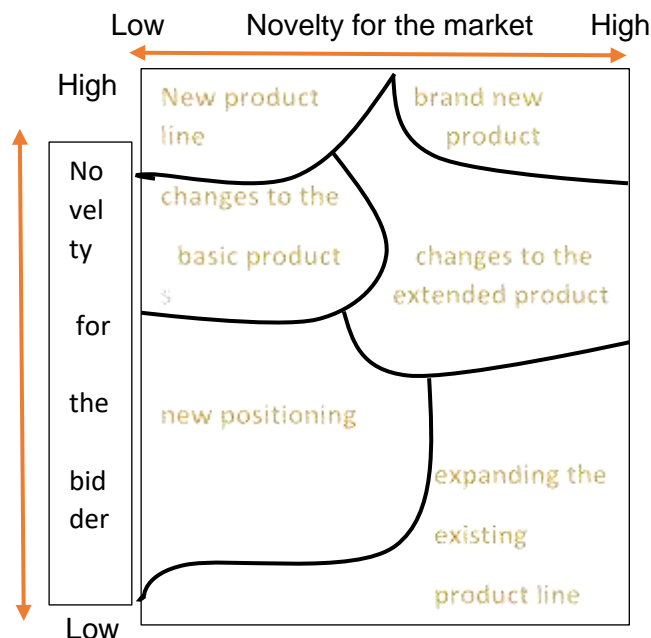 Low Novelty for the market High
High
New product
line
brand new
product
No
vel
ty
for
the
bid
der
changes to the
basic product
s
changes to the
extended product
new positioning
expanding the
existing
product line
Low